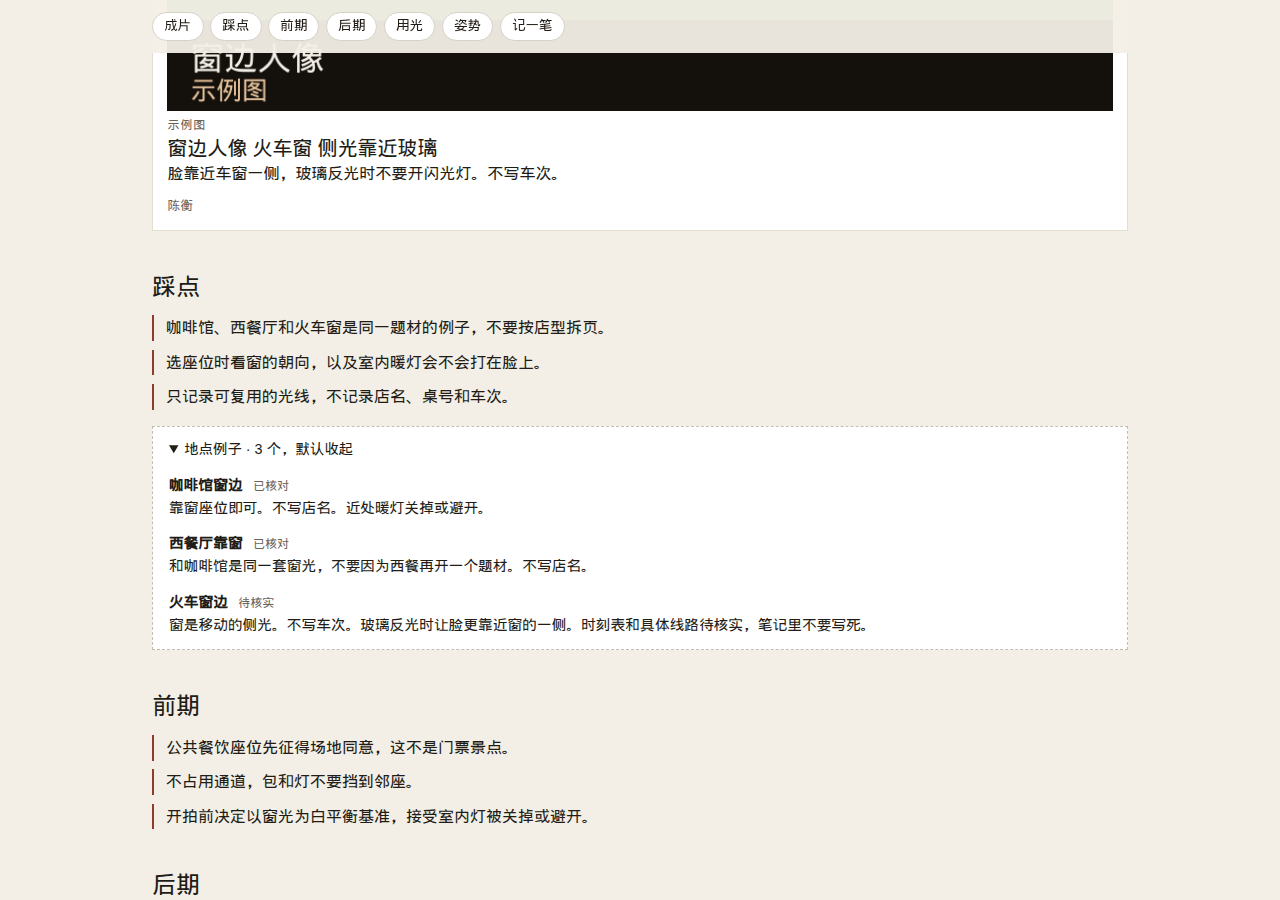 成片 踩点 前期 后期 用光 姿势 记一笔
窗边人像
示例图
示例图
窗边人像 火车窗 侧光靠近玻璃
脸靠近车窗一侧，玻璃反光时不要开闪光灯。不写车次。
陈衡
踩点
咖啡馆、西餐厅和火车窗是同一题材的例子，不要按店型拆页。
选座位时看窗的朝向，以及室内暖灯会不会打在脸上。
只记录可复用的光线，不记录店名、桌号和车次。
▼ 地点例子 · 3 个，默认收起
咖啡馆窗边 已核对
靠窗座位即可。不写店名。近处暖灯关掉或避开。
西餐厅靠窗 已核对
和咖啡馆是同一套窗光，不要因为西餐再开一个题材。不写店名。
火车窗边 待核实
窗是移动的侧光。不写车次。玻璃反光时让脸更靠近窗的一侧。时刻表和具体线路待核实，笔记里不要写死。
前期
公共餐饮座位先征得场地同意，这不是门票景点。
不占用通道，包和灯不要挡到邻座。
开拍前决定以窗光为白平衡基准，接受室内灯被关掉或避开。
后期